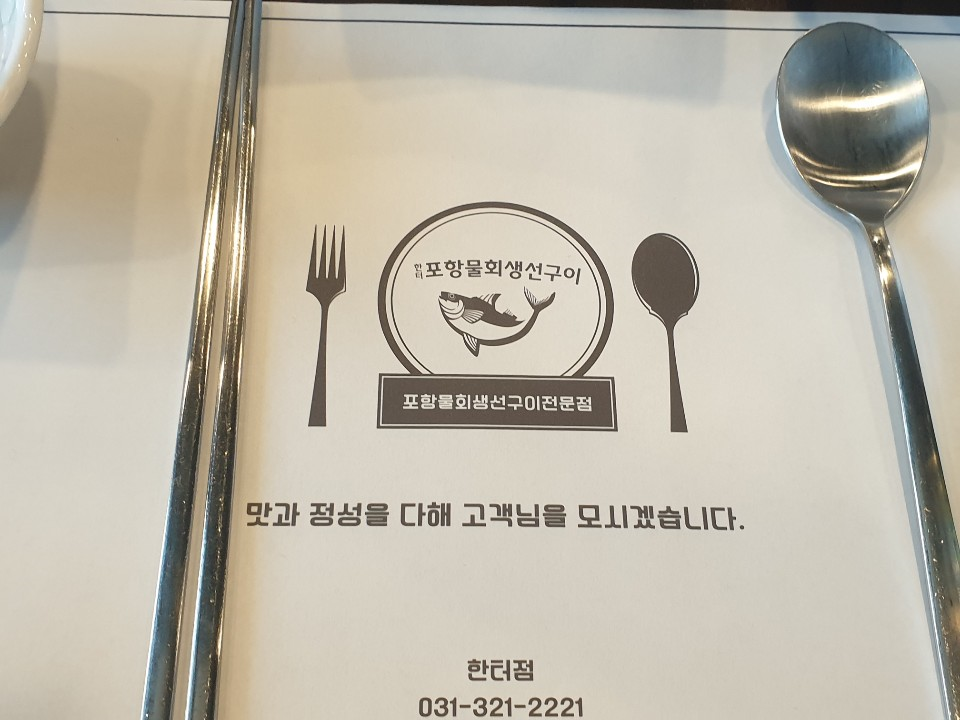 한터 포항물회생선구이
포항물회생선구이전문점
맛과 정성을 다해 고객님을 모시겠습니다.
한터점
031-321-2221